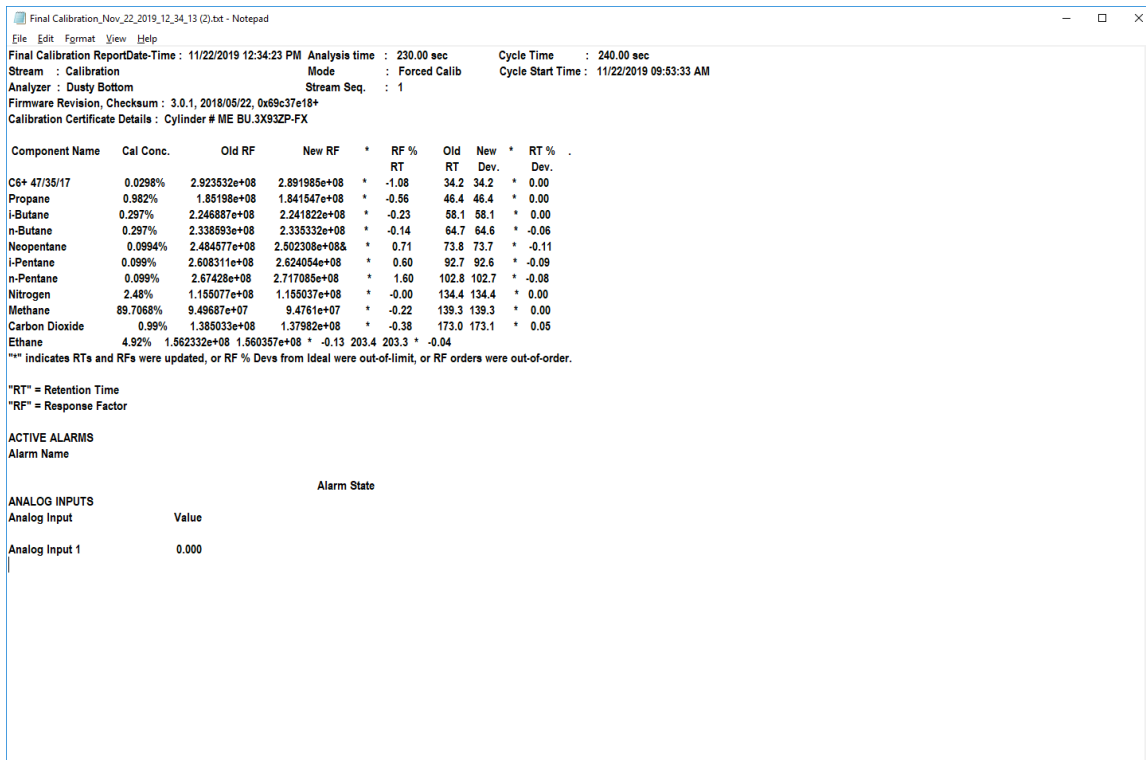 Final Calibration_Nov_22_2019_12_34_13 (2).txt - Notepad
File Edit Format View Help
Final Calibration ReportDate-Time : 11/22/2019 12:34:23 PM Analysis time : 230.00 sec Cycle Time : 240.00 sec
Stream : Calibration Mode : Forced Calib Cycle Start Time : 11/22/2019 09:53:33 AM
Analyzer : Dusty Bottom Stream Seq. : 1
Firmware Revision, Checksum : 3.0.1, 2018/05/22, 0x69c37e18+
Calibration Certificate Details : Cylinder # ME BU.3X93ZP-FX
Component Name Cal Conc. Old RF New RF * RF % Old New * RT % .
RT RT Dev. Dev.
C6+ 47/35/17 0.0298% 2.923532e+08 2.891985e+08 * -1.08 34.2 34.2 * 0.00
Propane 0.982% 1.85198e+08 1.841547e+08 * -0.56 46.4 46.4 * 0.00
i-Butane 0.297% 2.246887e+08 2.241822e+08 * -0.23 58.1 58.1 * 0.00
n-Butane 0.297% 2.338593e+08 2.335332e+08 * -0.14 64.7 64.6 * -0.06
Neopentane 0.0994% 2.484577e+08 2.502308e+08& * 0.71 73.8 73.7 * -0.11
i-Pentane 0.099% 2.608311e+08 2.624054e+08 * 0.60 92.7 92.6 * -0.09
n-Pentane 0.099% 2.67428e+08 2.717085e+08 * 1.60 102.8 102.7 * -0.08
Nitrogen 2.48% 1.155077e+08 1.155037e+08 * -0.00 134.4 134.4 * 0.00
Methane 89.7068% 9.49687e+07 9.4761e+07 * -0.22 139.3 139.3 * 0.00
Carbon Dioxide 0.99% 1.385033e+08 1.37982e+08 * -0.38 173.0 173.1 * 0.05
Ethane 4.92% 1.562332e+08 1.560357e+08 * -0.13 203.4 203.3 * -0.04
"*" indicates RTs and RFs were updated, or RF % Devs from Ideal were out-of-limit, or RF orders were out-of-order.
"RT" = Retention Time
"RF" = Response Factor
ACTIVE ALARMS
Alarm Name
Alarm State
ANALOG INPUTS
Analog Input Value
Analog Input 1 0.000